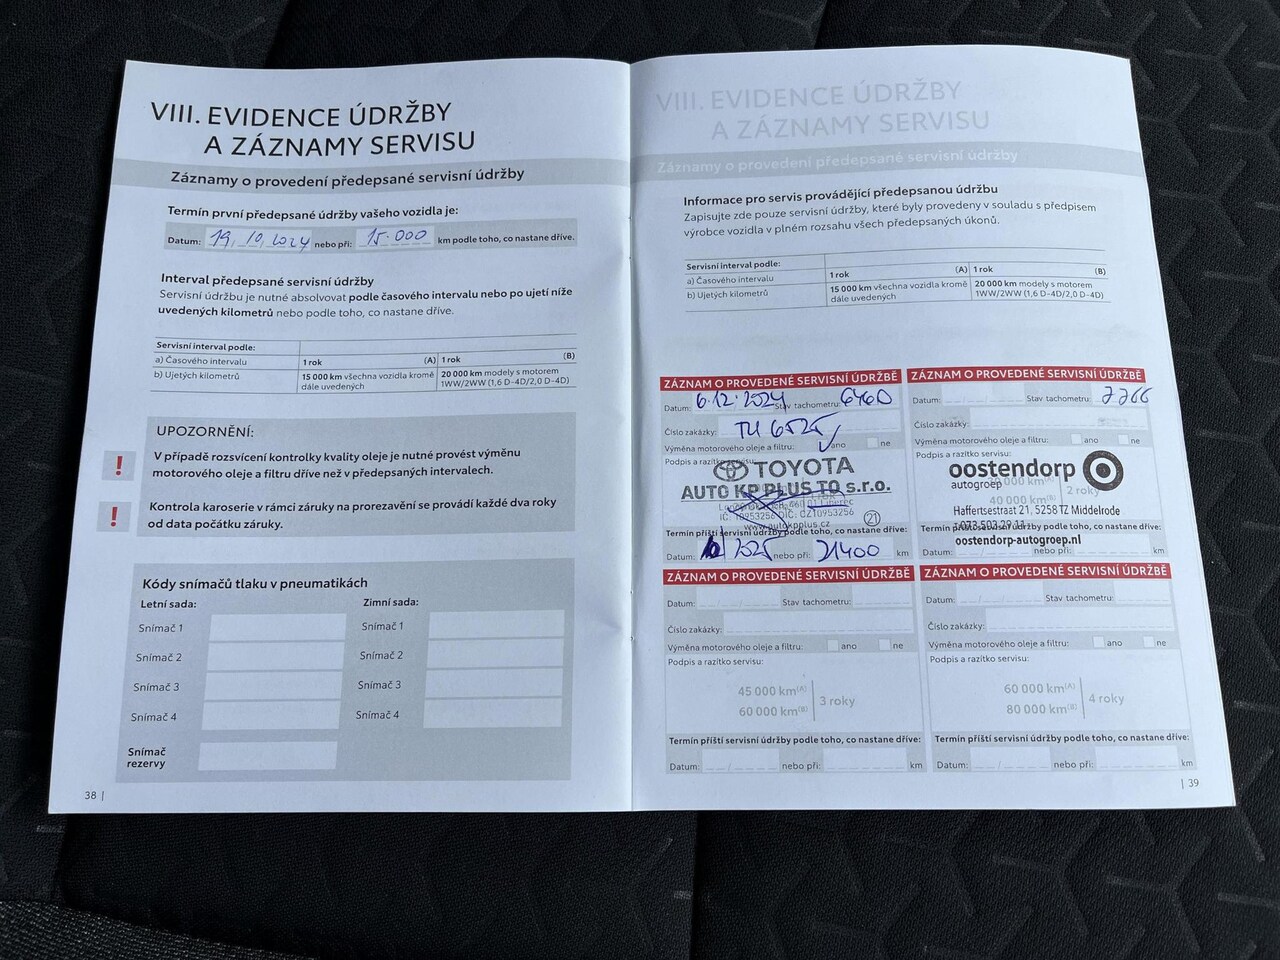 VIII. EVIDENCE ÚDRŽBY
A ZÁZNAMY SERVISU
Záznamy o provedení předepsané servisní údržby
Termín první předepsané údržby vašeho vozidla je:
Datum: 19. 10. 2024 nebo při: 15.000 km podle toho, co nastane dříve.
Interval předepsané servisní údržby
Servisní údržbu je nutné absolvovat podle časového intervalu nebo po ujetí níže
uvedených kilometrů nebo podle toho, co nastane dříve.
Servisní interval podle:
a) Časového intervalu 1 rok (A) 1 rok (B)
b) Ujetých kilometrů 15 000 km všechna vozidla kromě dále uvedených 20 000 km modely s motorem 1WW/2WW (1,6 D-4D/2,0 D-4D)
UPOZORNĚNÍ:
! V případě rozsvícení kontrolky kvality oleje je nutné provést výměnu
motorového oleje a filtru dříve než v předepsaných intervalech.
! Kontrola karoserie v rámci záruky na prorezavění se provádí každé dva roky
od data počátku záruky.
Kódy snímačů tlaku v pneumatikách
Letní sada: Zimní sada:
Snímač 1 Snímač 1
Snímač 2 Snímač 2
Snímač 3 Snímač 3
Snímač 4 Snímač 4
Snímač
rezervy
38 |
VIII. EVIDENCE ÚDRŽBY
A ZÁZNAMY SERVISU
Záznamy o provedení předepsané servisní údržby
Informace pro servis provádějící předepsanou údržbu
Zapisujte zde pouze servisní údržby, které byly provedeny v souladu s předpisem
výrobce vozidla v plném rozsahu všech předepsaných úkonů.
Servisní interval podle:
a) Časového intervalu 1 rok (A) 1 rok (B)
b) Ujetých kilometrů 15 000 km všechna vozidla kromě dále uvedených 20 000 km modely s motorem 1WW/2WW (1,6 D-4D/2,0 D-4D)
ZÁZNAM O PROVEDENÉ SERVISNÍ ÚDRŽBĚ
Datum: 6.12.2024 Stav tachometru: 6460
Číslo zakázky: TU 6525
Výměna motorového oleje a filtru: ano ne
Podpis a razítko servisu:
TOYOTA
AUTO KP PLUS TO s.r.o.
Liberec
IČ: 10953256 DIČ: CZ10953256
www.autokpplus.cz
21
Termín příští servisní údržby podle toho, co nastane dříve:
Datum: 2025 nebo při: 21400 km
ZÁZNAM O PROVEDENÉ SERVISNÍ ÚDRŽBĚ
Datum: Stav tachometru: 7766
Číslo zakázky:
Výměna motorového oleje a filtru: ano ne
Podpis a razítko servisu:
oostendorp
autogroep
40 000 km(B) 2 roky
Haffertsestraat 21, 5258 TZ Middelrode
oostendorp-autogroep.nl
Termín příští servisní údržby podle toho, co nastane dříve:
Datum: nebo při: km
ZÁZNAM O PROVEDENÉ SERVISNÍ ÚDRŽBĚ
Datum: Stav tachometru:
Číslo zakázky:
Výměna motorového oleje a filtru: ano ne
Podpis a razítko servisu:
45 000 km(A)
60 000 km(B) 3 roky
Termín příští servisní údržby podle toho, co nastane dříve:
Datum: nebo při: km
ZÁZNAM O PROVEDENÉ SERVISNÍ ÚDRŽBĚ
Datum: Stav tachometru:
Číslo zakázky:
Výměna motorového oleje a filtru: ano ne
Podpis a razítko servisu:
60 000 km(A)
80 000 km(B) 4 roky
Termín příští servisní údržby podle toho, co nastane dříve:
Datum: nebo při: km
| 39